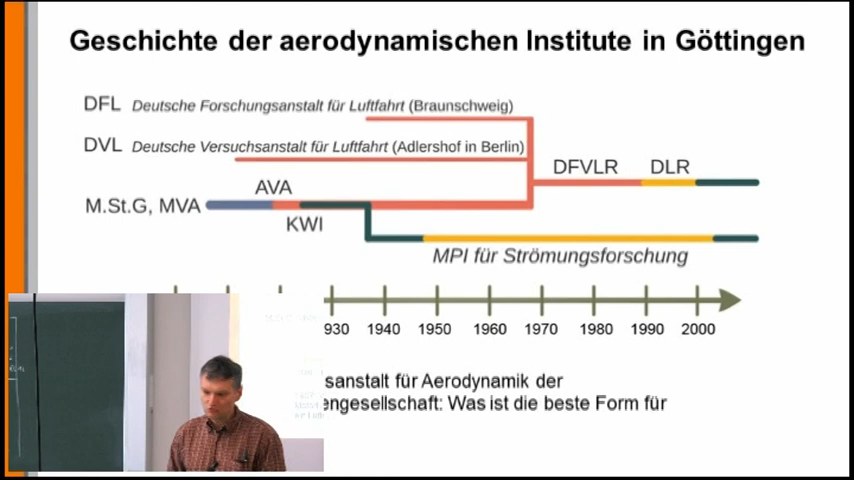 Geschichte der aerodynamischen Institute in Göttingen
DFL Deutsche Forschungsanstalt für Luftfahrt (Braunschweig)
DVL Deutsche Versuchsanstalt für Luftfahrt (Adlershof in Berlin)
DFVLR DLR
AVA
M.St.G, MVA
KWI
MPI für Strömungsforschung
930 1940 1950 1960 1970 1980 1990 2000
sanstalt für Aerodynamik der
engesellschaft: Was ist die beste Form für